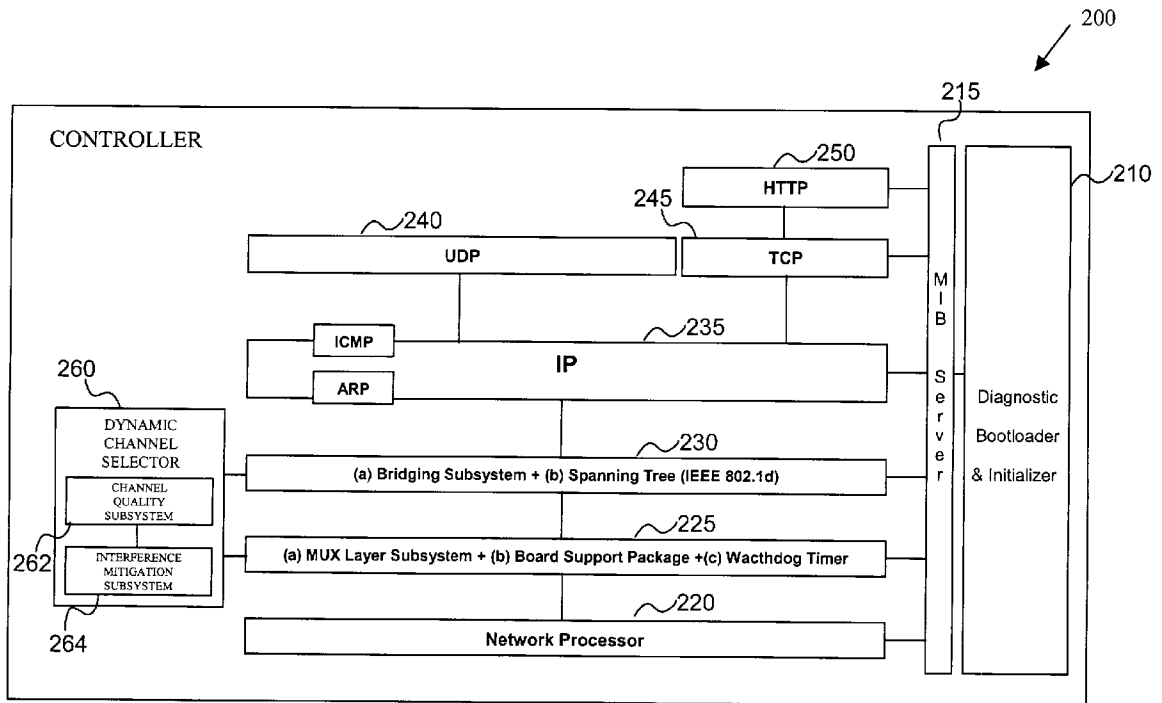 200
215
CONTROLLER
250
HTTP
210
245
240
UDP
TCP
MIB Server
235
ICMP
IP
ARP
260
DYNAMIC
CHANNEL
SELECTOR
Diagnostic
Bootloader
& Initializer
230
(a) Bridging Subsystem + (b) Spanning Tree (IEEE 802.1d)
CHANNEL
QUALITY
SUBSYSTEM
225
262
(a) MUX Layer Subsystem + (b) Board Support Package +(c) Wacthdog Timer
INTERFERENCE
MITIGATION
SUBSYSTEM
264
220
Network Processor